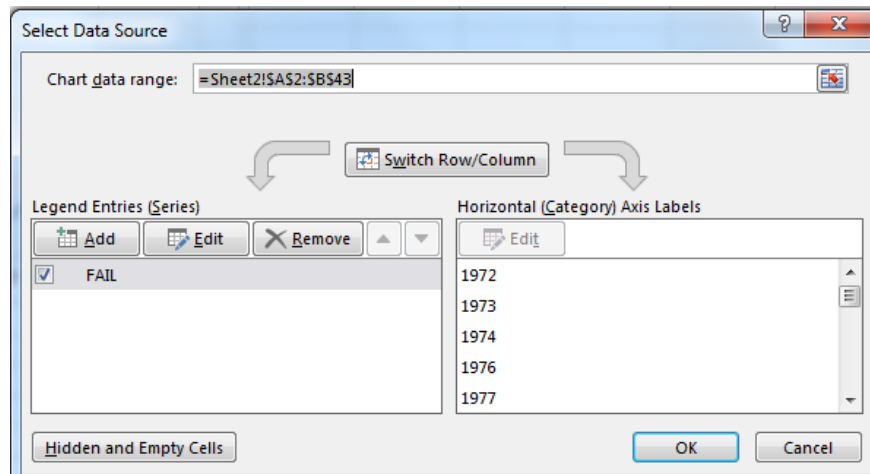 Select Data Source
Chart data range: =Sheet2!$A$2:$B$43
Switch Row/Column
Legend Entries (Series)
Add Edit Remove
FAIL
Horizontal (Category) Axis Labels
Edit
1972
1973
1974
1976
1977
Hidden and Empty Cells
OK Cancel